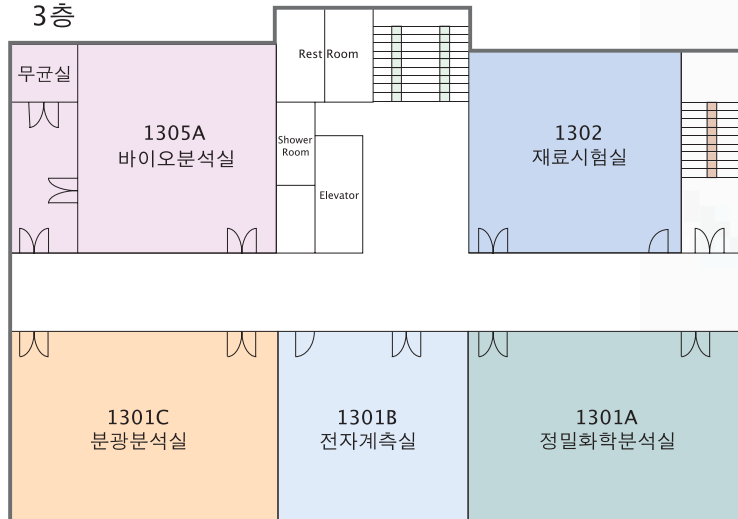 3층
Rest Room
무균실
1305A
바이오분석실
Shower
Room
Elevator
1302
재료시험실
1301C
분광분석실
1301B
전자계측실
1301A
정밀화학분석실